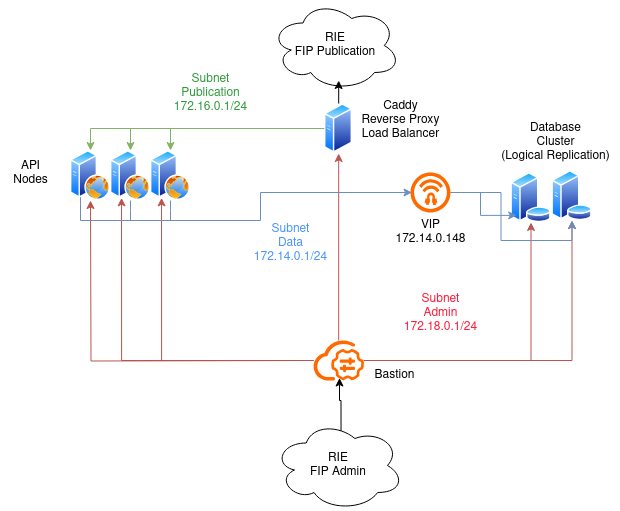 RIE
FIP Publication
Subnet
Publication
172.16.0.1/24
Caddy
Reverse Proxy
Load Balancer
Database
Cluster
(Logical Replication)
API
Nodes
VIP
172.14.0.148
Subnet
Data
172.14.0.1/24
Subnet
Admin
172.18.0.1/24
Bastion
RIE
FIP Admin